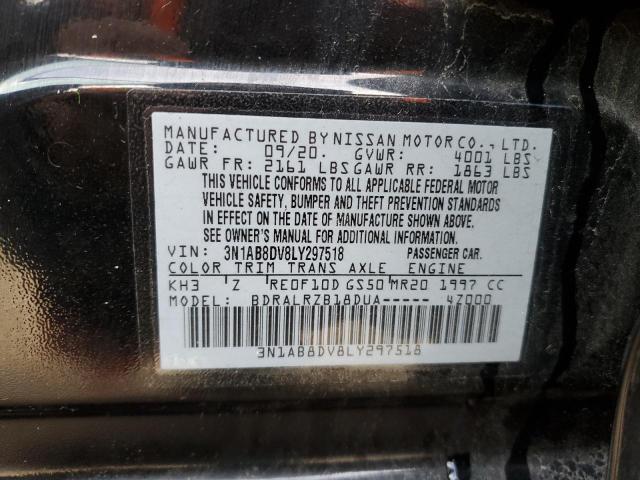 MANUFACTURED BY NISSAN MOTOR CO., LTD.
DATE: 09/20. GVWR: 4001 LBS
GAWR FR: 2161 LBS GAWR RR: 1863 LBS
THIS VEHICLE CONFORMS TO ALL APPLICABLE FEDERAL MOTOR
VEHICLE SAFETY, BUMPER AND THEFT PREVENTION STANDARDS
IN EFFECT ON THE DATE OF MANUFACTURE SHOWN ABOVE.
SEE OWNER'S MANUAL FOR ADDITIONAL INFORMATION.
VIN: 3N1AB8DV8LY297518 PASSENGER CAR.
COLOR TRIM TRANS AXLE ENGINE
KH3 Z RE0F10D GS50 MR20 1997 CC
MODEL: BDRALRZB18DUA----- 4Z000
3N1AB8DV8LY297518